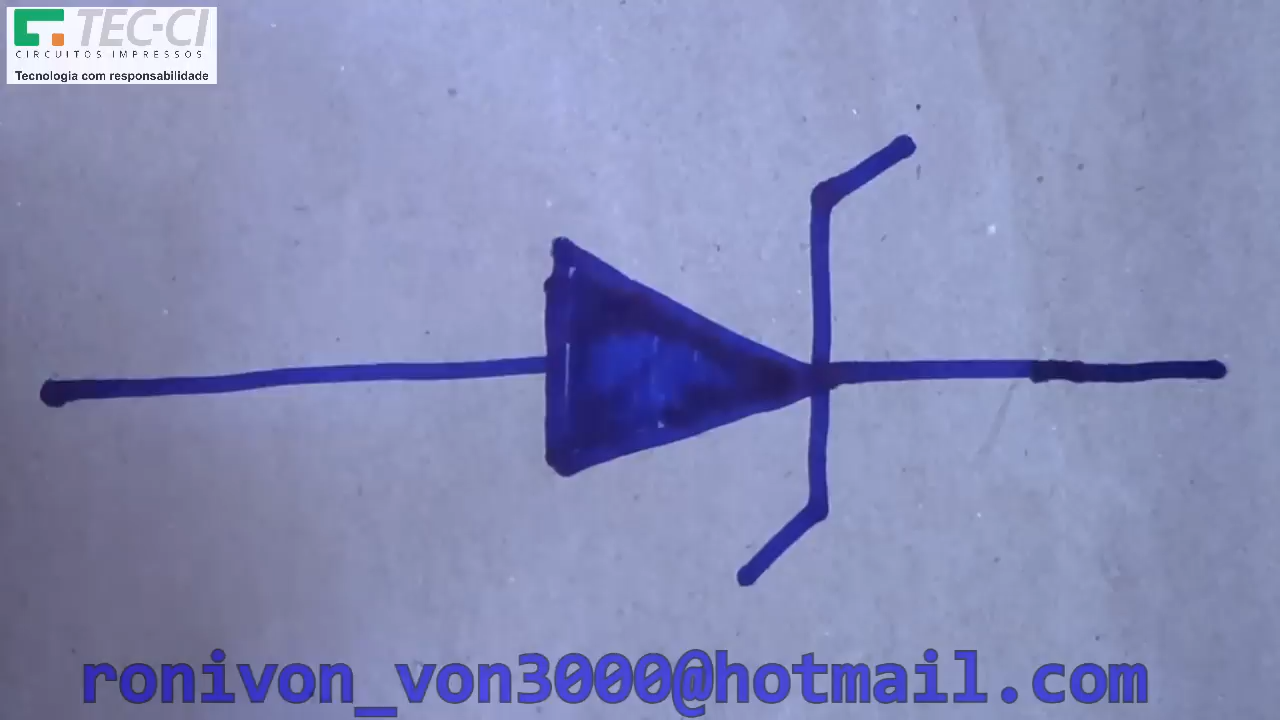 TEC-CI
CIRCUITOS IMPRESSOS
Tecnologia com responsabilidade
ronivon_von3000@hotmail.com